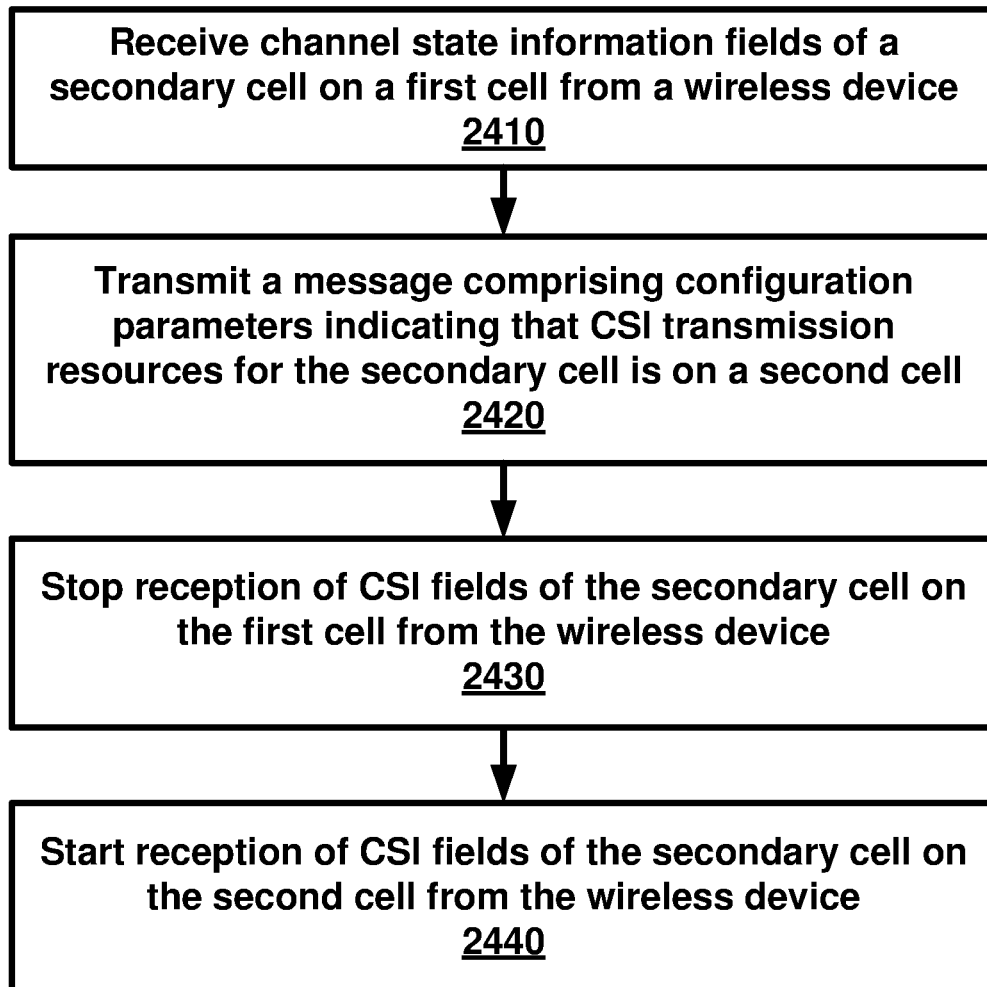 Receive channel state information fields of a
secondary cell on a first cell from a wireless device
2410
Transmit a message comprising configuration
parameters indicating that CSI transmission
resources for the secondary cell is on a second cell
2420
Stop reception of CSI fields of the secondary cell on
the first cell from the wireless device
2430
Start reception of CSI fields of the secondary cell on
the second cell from the wireless device
2440